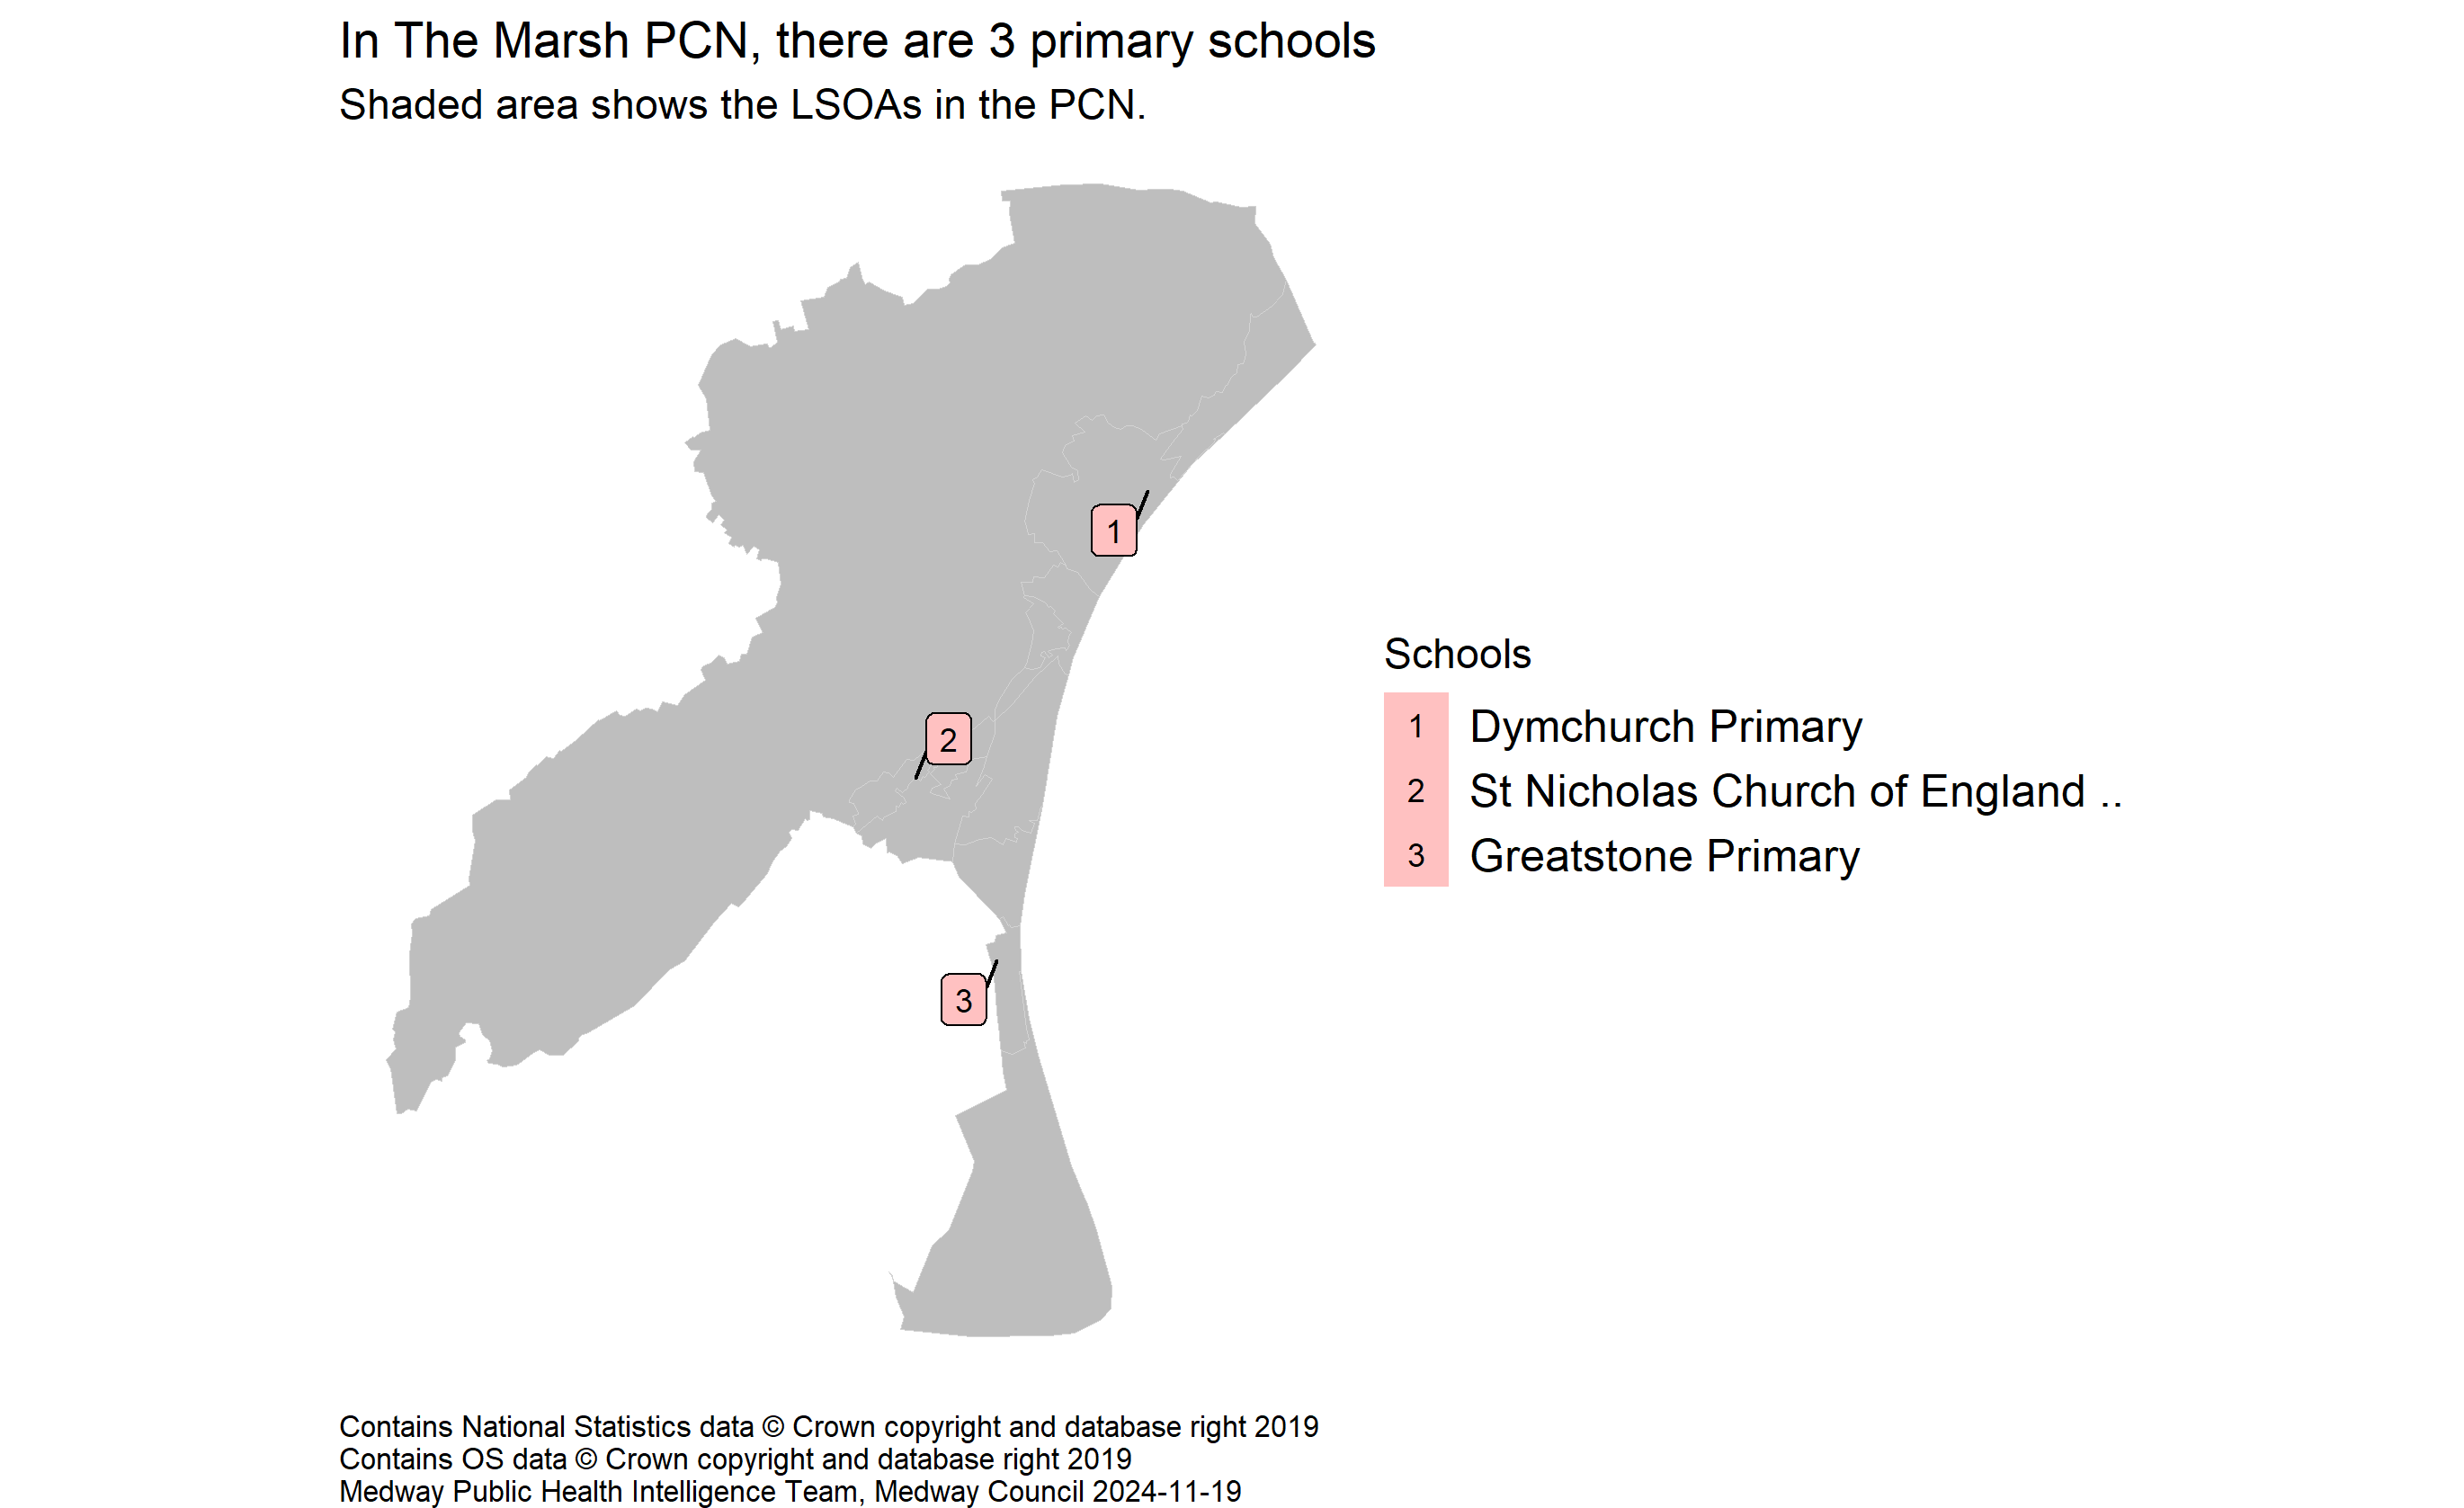 In The Marsh PCN, there are 3 primary schools
Shaded area shows the LSOAs in the PCN.
1
2
3
Schools
1 Dymchurch Primary
2 St Nicholas Church of England ..
3 Greatstone Primary
Contains National Statistics data © Crown copyright and database right 2019
Contains OS data © Crown copyright and database right 2019
Medway Public Health Intelligence Team, Medway Council 2024-11-19